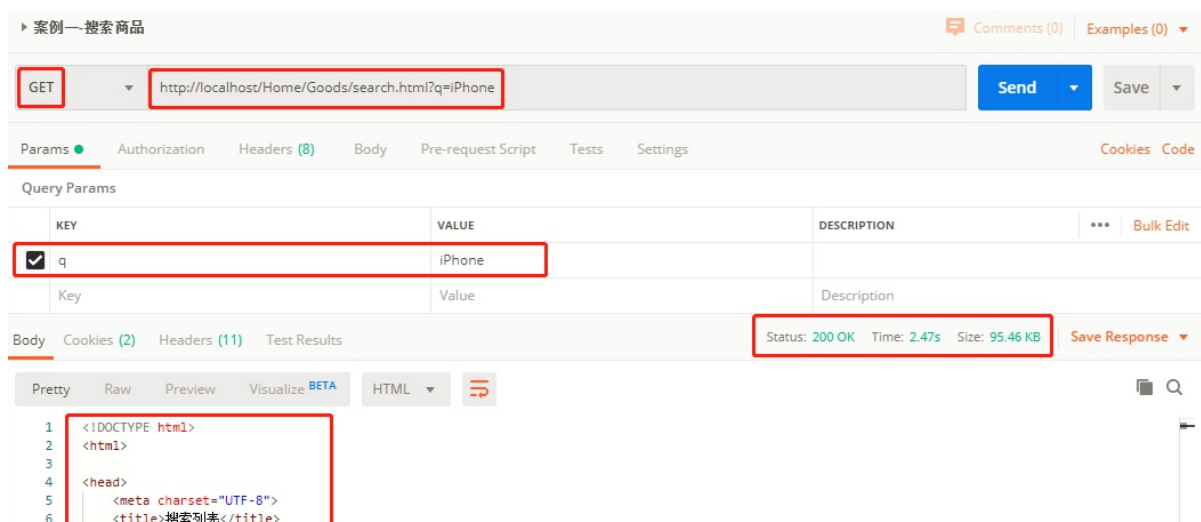 案例一-搜索商品 Comments (0) Examples (0)
GET http://localhost/Home/Goods/search.html?q=iPhone Send Save
Params Authorization Headers (8) Body Pre-request Script Tests Settings Cookies Code
Query Params
KEY VALUE DESCRIPTION ••• Bulk Edit
q iPhone
Key Value Description
Body Cookies (2) Headers (11) Test Results Status: 200 OK Time: 2.47s Size: 95.46 KB Save Response
Pretty Raw Preview Visualize BETA HTML
1 <!DOCTYPE html>
2 <html>
3
4 <head>
5 <meta charset="UTF-8">
6 <title>搜索列表</title>